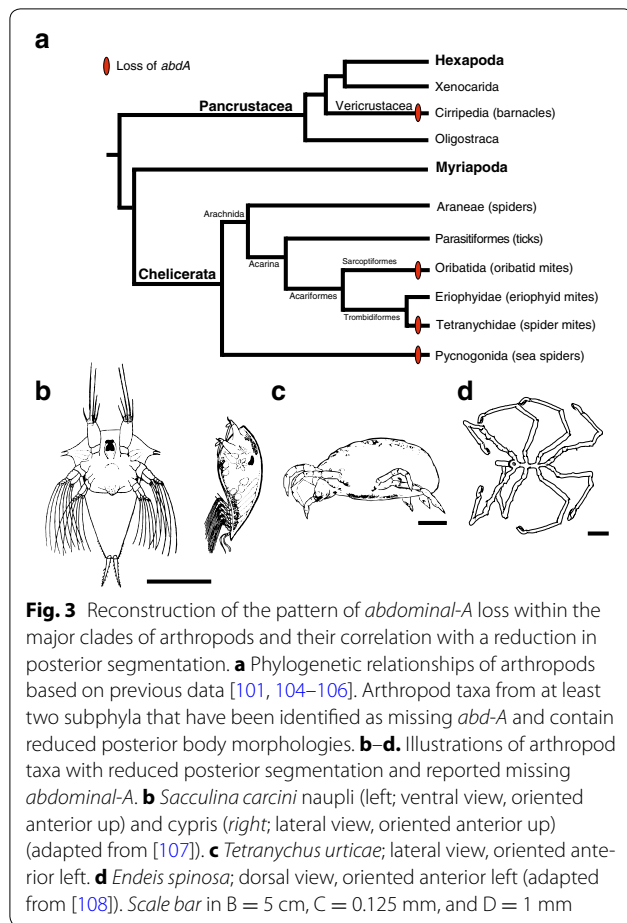 a
Loss of abdA
Hexapoda
Xenocarida
Vericrustacea
Pancrustacea
Cirripedia (barnacles)
Oligostraca
Myriapoda
Araneae (spiders)
Arachnida
Parasitiformes (ticks)
Acarina
Sarcoptiformes
Chelicerata
Oribatida (oribatid mites)
Acariformes
Eriophyidae (eriophyid mites)
Trombidiformes
Tetranychidae (spider mites)
Pycnogonida (sea spiders)
b
c
d
Fig. 3 Reconstruction of the pattern of abdominal-A loss within the
major clades of arthropods and their correlation with a reduction in
posterior segmentation. a Phylogenetic relationships of arthropods
based on previous data [101, 104–106]. Arthropod taxa from at least
two subphyla that have been identified as missing abd-A and contain
reduced posterior body morphologies. b–d. Illustrations of arthropod
taxa with reduced posterior segmentation and reported missing
abdominal-A. b Sacculina carcini naupli (left; ventral view, oriented
anterior up) and cypris (right; lateral view, oriented anterior up)
(adapted from [107]). c Tetranychus urticae; lateral view, oriented ante-
rior left. d Endeis spinosa; dorsal view, oriented anterior left (adapted
from [108]). Scale bar in B = 5 cm, C = 0.125 mm, and D = 1 mm